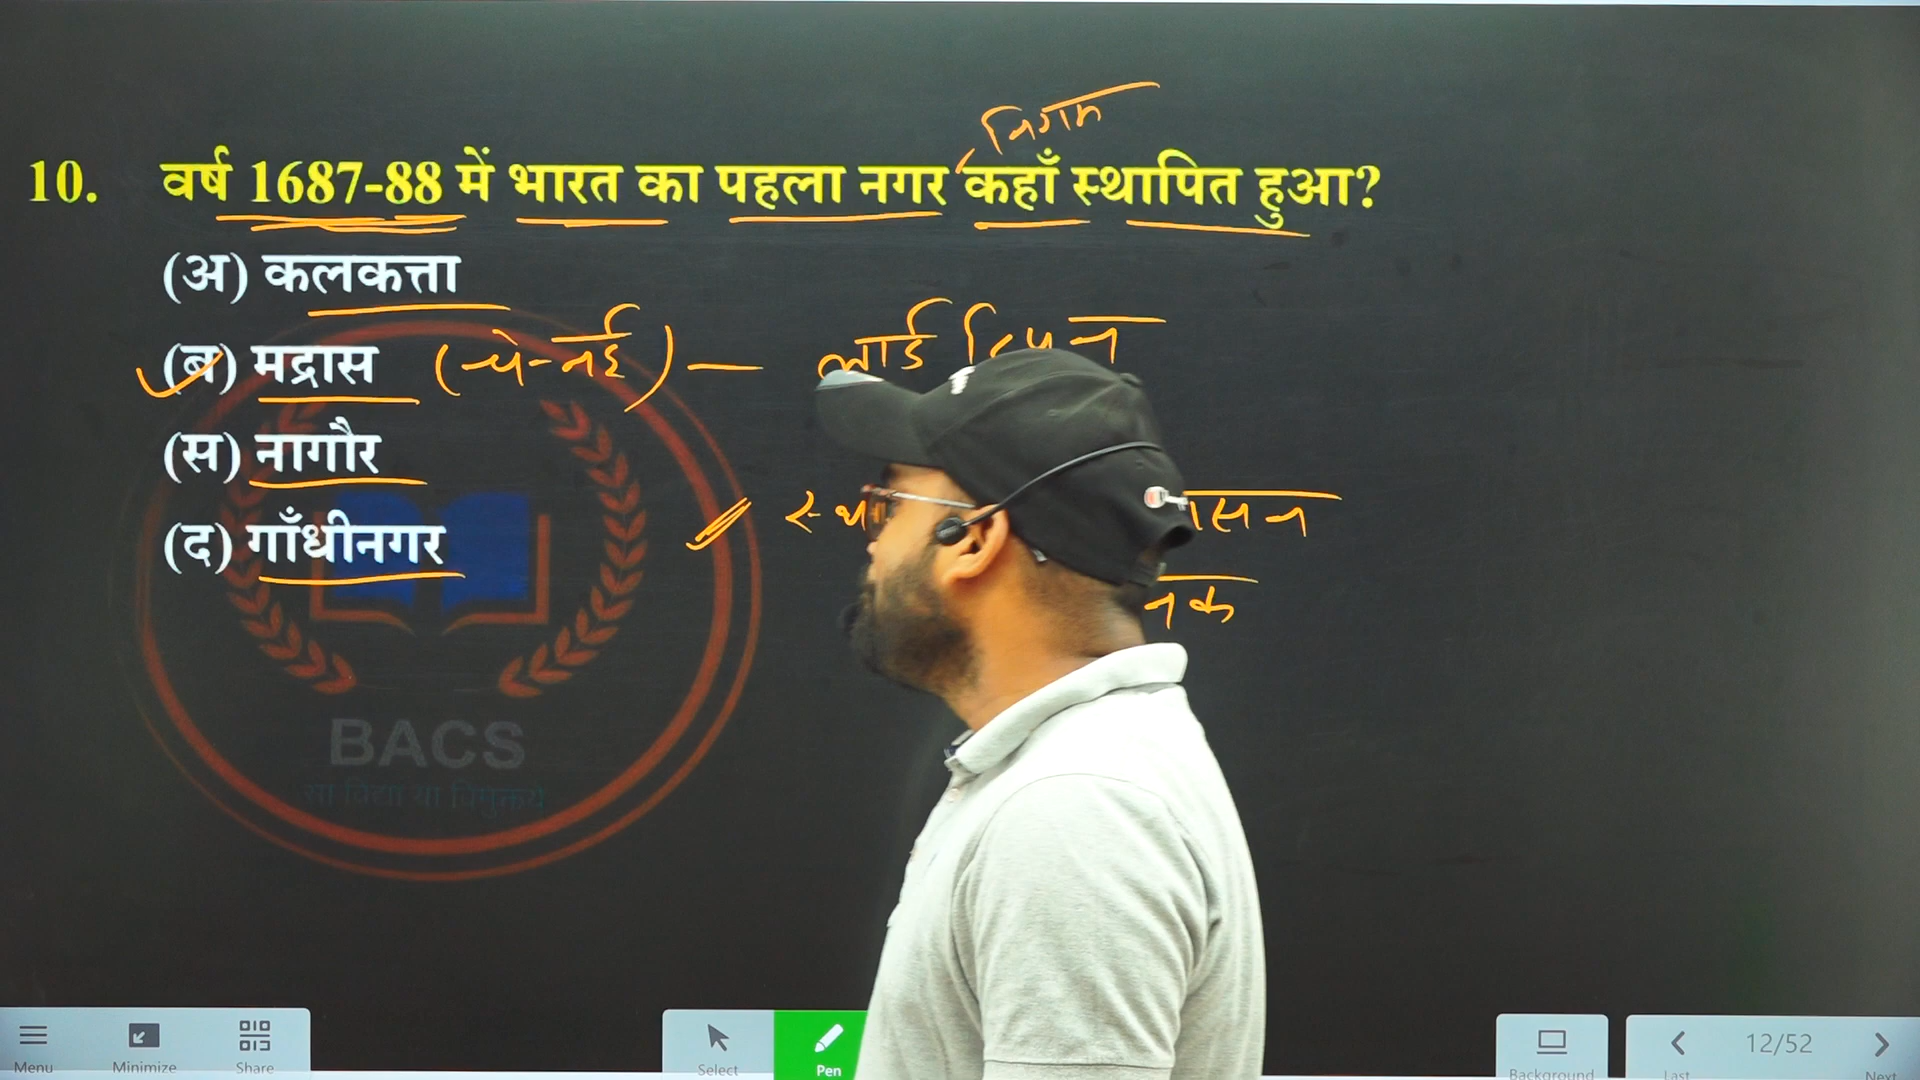 निगम
10. वर्ष 1687-88 में भारत का पहला नगर कहाँ स्थापित हुआ?
(अ) कलकत्ता
(ब) मद्रास (चेन्नई) — लार्ड रिपन
(स) नागौर
(द) गाँधीनगर
BACS
सा विद्या या विमुक्तये
Menu Minimize Share Select Pen Background Last 12/52 Next